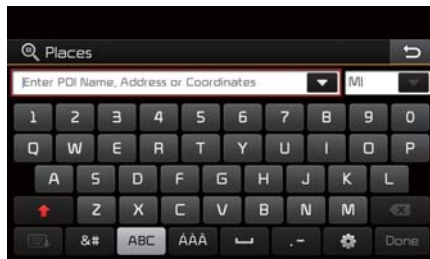 Places
Enter POI Name, Address or Coordinates MI
1 2 3 4 5 6 7 8 9 0
Q W E R T Y U I O P
A S D F G H J K L
Z X C V B N M
&# ABC ÁÄÀ .- Done